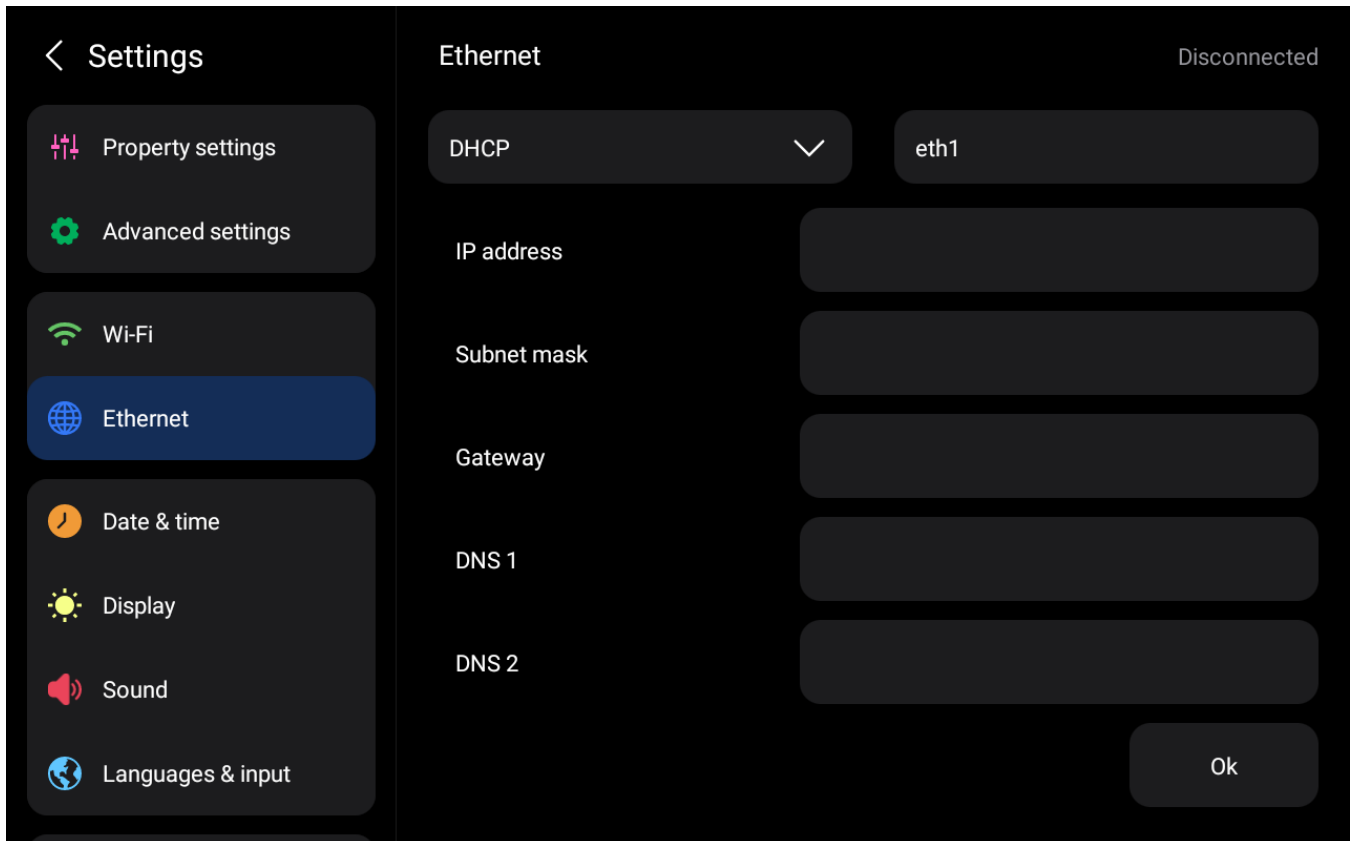 Settings
Property settings
Advanced settings
Wi-Fi
Ethernet
Date & time
Display
Sound
Languages & input
Ethernet
Disconnected
DHCP
eth1
IP address
Subnet mask
Gateway
DNS 1
DNS 2
Ok